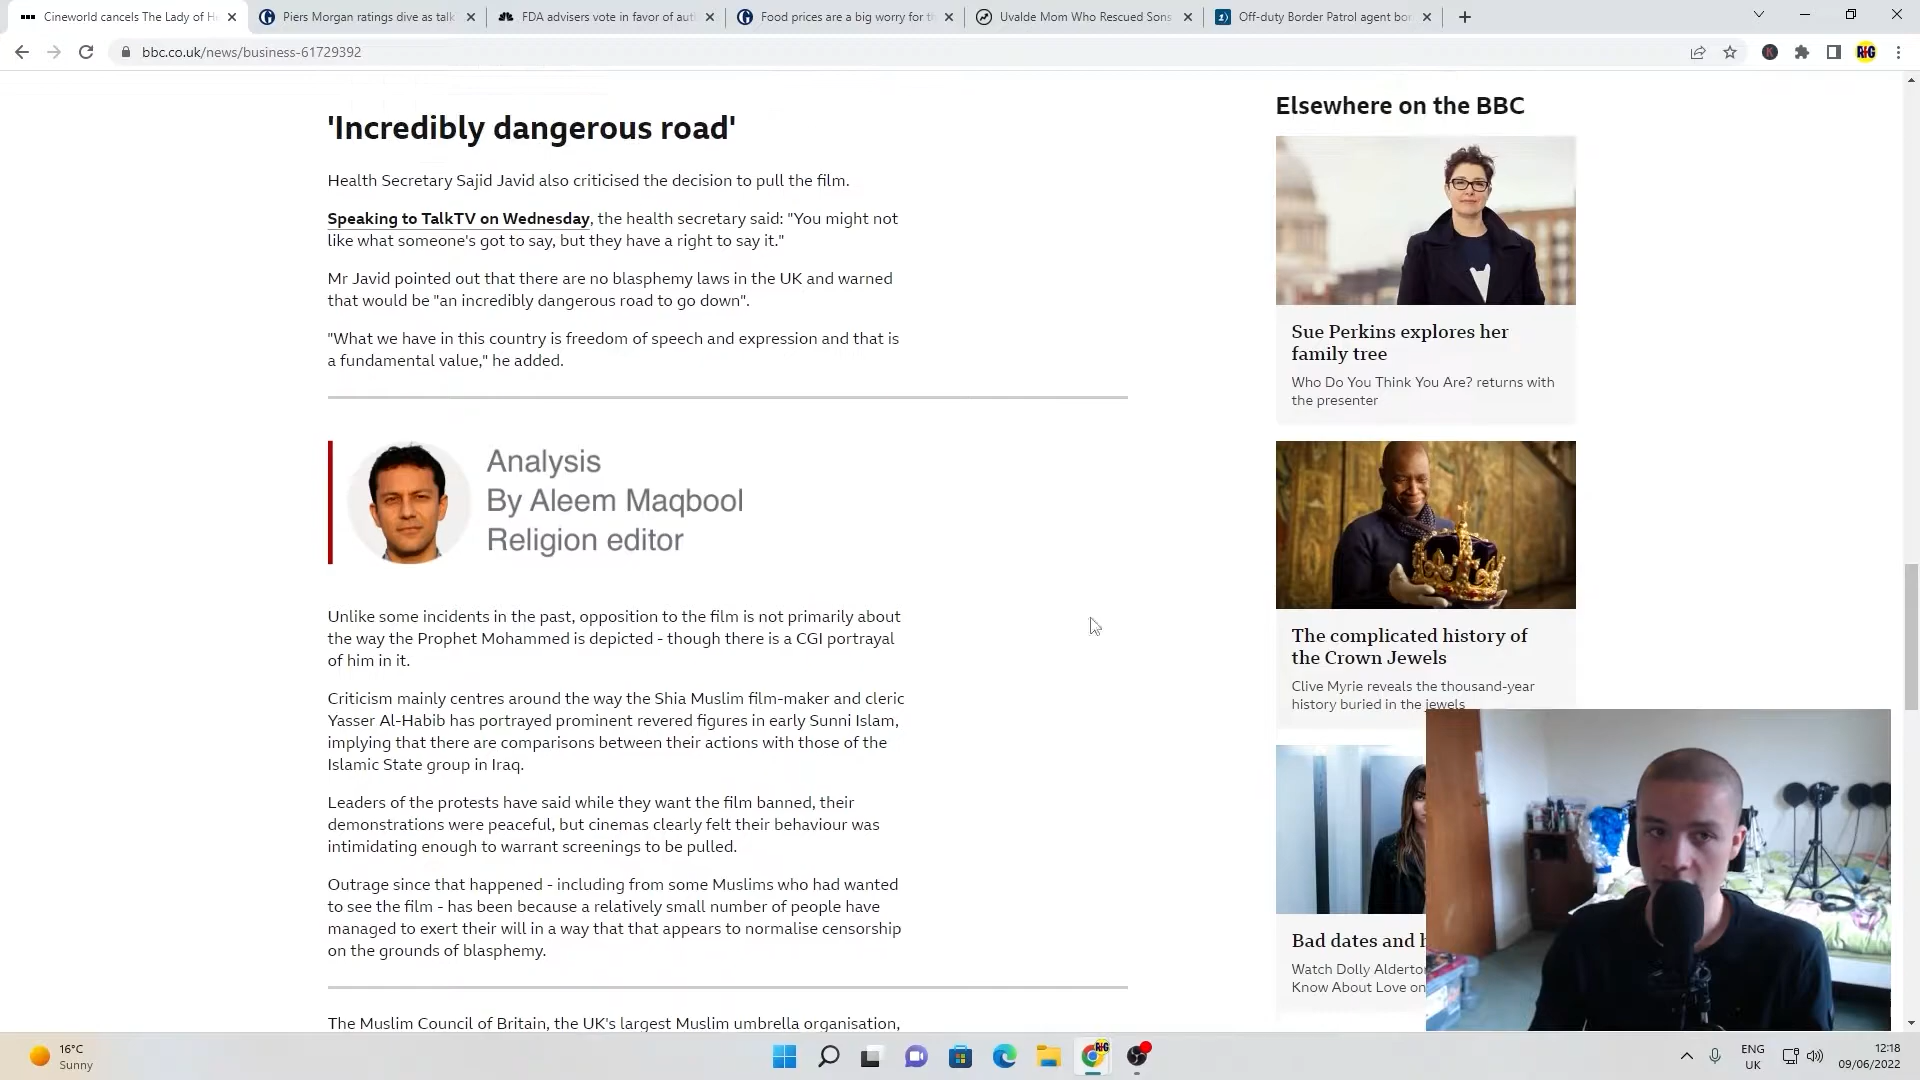 Cineworld cancels The Lady of H
Piers Morgan ratings dive as talk
FDA advisers vote in favor of aut
Food prices are a big worry for th
Uvalde Mom Who Rescued Sons
Off-duty Border Patrol agent bor
bbc.co.uk/news/business-61729392
'Incredibly dangerous road'
Health Secretary Sajid Javid also criticised the decision to pull the film.
Speaking to TalkTV on Wednesday, the health secretary said: "You might not
like what someone's got to say, but they have a right to say it."
Mr Javid pointed out that there are no blasphemy laws in the UK and warned
that would be "an incredibly dangerous road to go down".
"What we have in this country is freedom of speech and expression and that is
a fundamental value," he added.
Analysis
By Aleem Maqbool
Religion editor
Unlike some incidents in the past, opposition to the film is not primarily about
the way the Prophet Mohammed is depicted - though there is a CGI portrayal
of him in it.
Criticism mainly centres around the way the Shia Muslim film-maker and cleric
Yasser Al-Habib has portrayed prominent revered figures in early Sunni Islam,
implying that there are comparisons between their actions with those of the
Islamic State group in Iraq.
Leaders of the protests have said while they want the film banned, their
demonstrations were peaceful, but cinemas clearly felt their behaviour was
intimidating enough to warrant screenings to be pulled.
Outrage since that happened - including from some Muslims who had wanted
to see the film - has been because a relatively small number of people have
managed to exert their will in a way that that appears to normalise censorship
on the grounds of blasphemy.
The Muslim Council of Britain, the UK's largest Muslim umbrella organisation,
Elsewhere on the BBC
Sue Perkins explores her
family tree
Who Do You Think You Are? returns with
the presenter
The complicated history of
the Crown Jewels
Clive Myrie reveals the thousand-year
history buried in the jewels
Bad dates and h
Watch Dolly Alderton
Know About Love on
16°C
Sunny
ENG
UK
12:18
09/06/2022